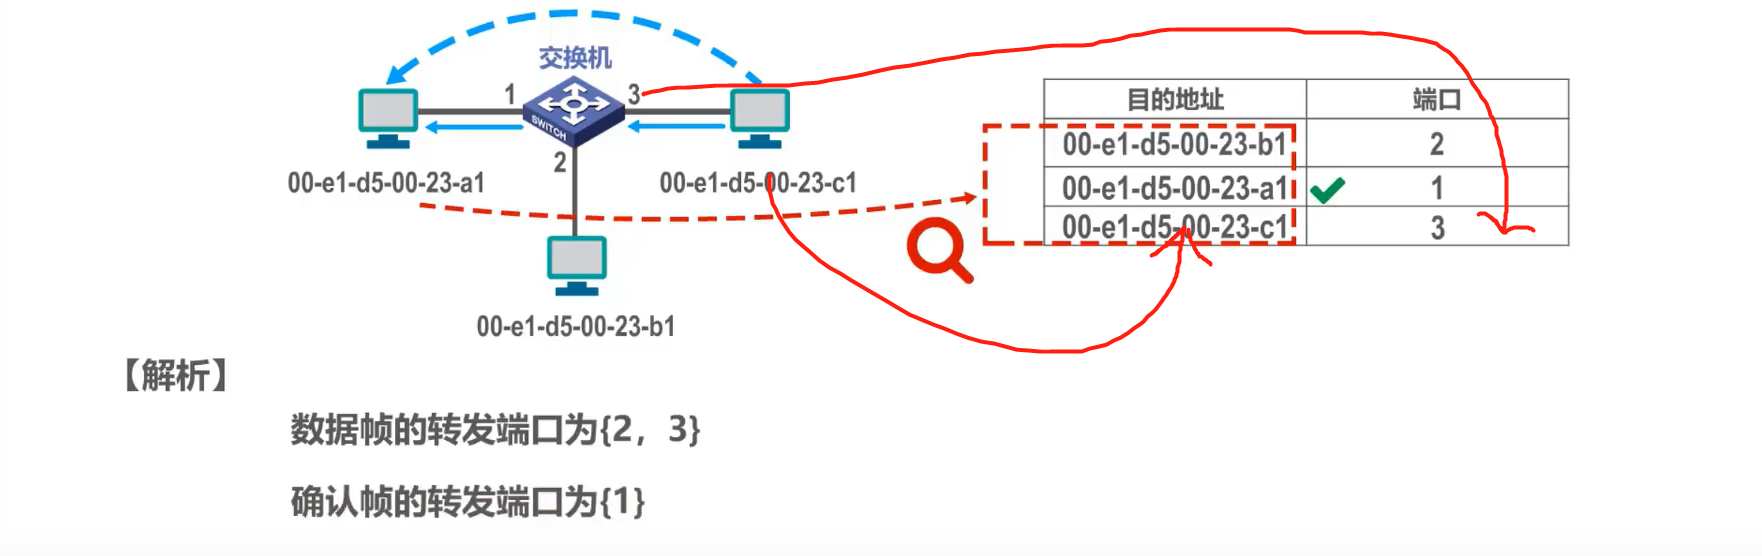 交换机
1
3
SWITCH
2
00-e1-d5-00-23-a1
00-e1-d5-00-23-c1
00-e1-d5-00-23-b1
目的地址 端口
00-e1-d5-00-23-b1 2
00-e1-d5-00-23-a1 1
00-e1-d5-00-23-c1 3
【解析】
数据帧的转发端口为{2，3}
确认帧的转发端口为{1}